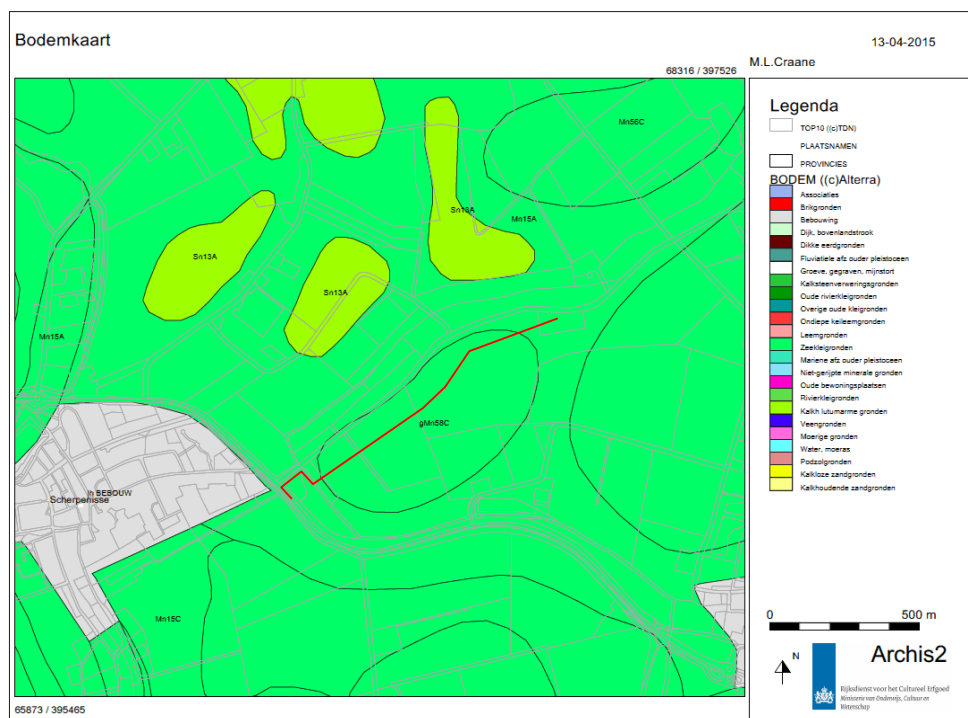 Bodemkaart
13-04-2015
M.L.Craane
68316 / 397526
Mn56C
Sn13A
Mn15A
Sn13A
Sn13A
Mn15A
gMn58C
in BEBOUW
Scherpenisse
Mn15C
65873 / 395465
Legenda
TOP10 ((c)TDN)
PLAATSNAMEN
PROVINCIES
BODEM ((c)Alterra)
Associaties
Brikgronden
Bebouwing
Dijk, bovenlandstrook
Dikke eerdgronden
Fluviatiele afz ouder pleistoceen
Groeve, gegraven, mijnstort
Kalksteenverweringsgronden
Oude rivierkleigronden
Overige oude kleigronden
Ondiepe keileemgronden
Leemgronden
Zeekleigronden
Mariene afz ouder pleistoceen
Niet-gerijpte minerale gronden
Oude bewoningsplaatsen
Rivierkleigronden
Kalkh lutumarme gronden
Veengronden
Moerige gronden
Water, moeras
Podzolgronden
Kalkloze zandgronden
Kalkhoudende zandgronden
0 500 m
N
Archis2
Rijksdienst voor het Cultureel Erfgoed
Ministerie van Onderwijs, Cultuur en
Wetenschap